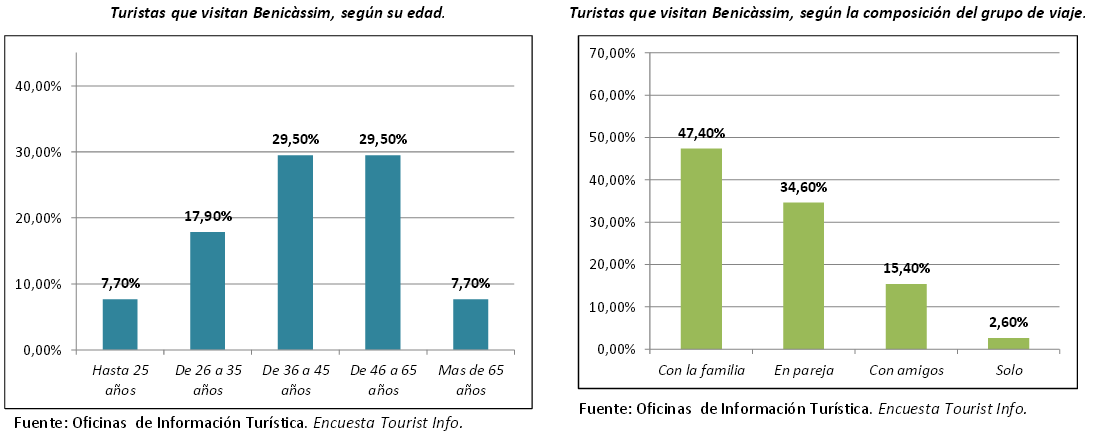 Turistas que visitan Benicàssim, según su edad.
40,00%
30,00%
20,00%
10,00%
0,00%
7,70%
17,90%
29,50%
29,50%
7,70%
Hasta 25 años
De 26 a 35 años
De 36 a 45 años
De 46 a 65 años
Mas de 65 años
Fuente: Oficinas de Información Turística. Encuesta Tourist Info.
Turistas que visitan Benicàssim, según la composición del grupo de viaje.
70,00%
60,00%
50,00%
40,00%
30,00%
20,00%
10,00%
0,00%
47,40%
34,60%
15,40%
2,60%
Con la familia
En pareja
Con amigos
Solo
Fuente: Oficinas de Información Turística. Encuesta Tourist Info.